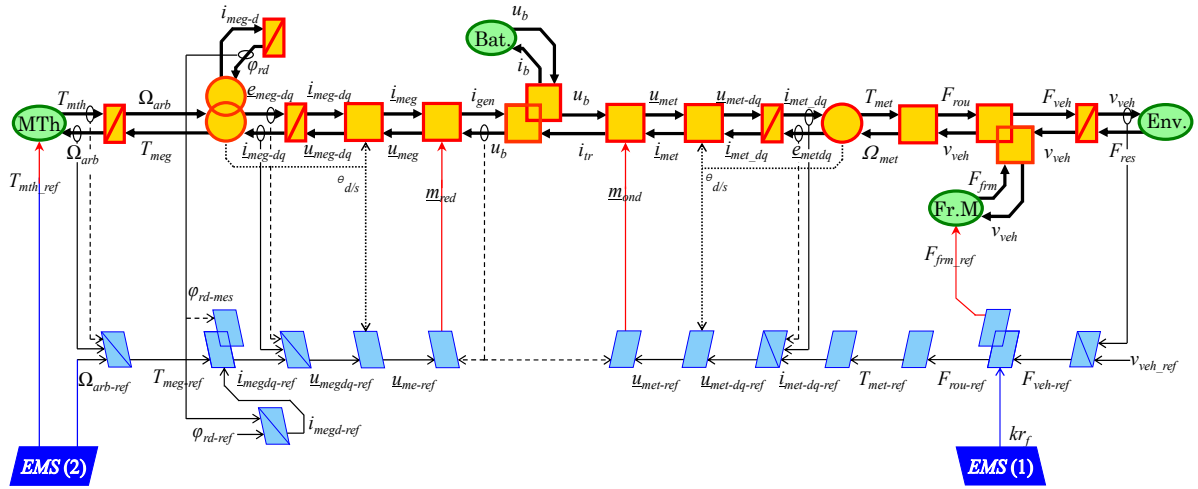 i_meg-d
u_b
φ_rd
Bat.
i_b
T_mth
Ω_arb
e_meg-dq
i_meg-dq
i_meg
i_gen
u_b
u_met
u_met-dq
i_met_dq
T_met
F_rou
F_veh
v_veh
MTh
Env.
Ω_arb
T_meg
i_meg-dq
u_meg-dq
u_meg
u_b
i_tr
i_met
i_met_dq
e_metdq
Ω_met
v_veh
v_veh
F_res
T_mth_ref
θ_d/s
m_red
m_ond
θ_d/s
F_frm
Fr.M
v_veh
F_frm_ref
φ_rd-mes
Ω_arb-ref
T_meg-ref
i_megdq-ref
u_megdq-ref
u_me-ref
u_met-ref
u_met-dq-ref
i_met-dq-ref
T_met-ref
F_rou-ref
F_veh-ref
v_veh_ref
φ_rd-ref
i_megd-ref
kr_f
EMS (2)
EMS (1)